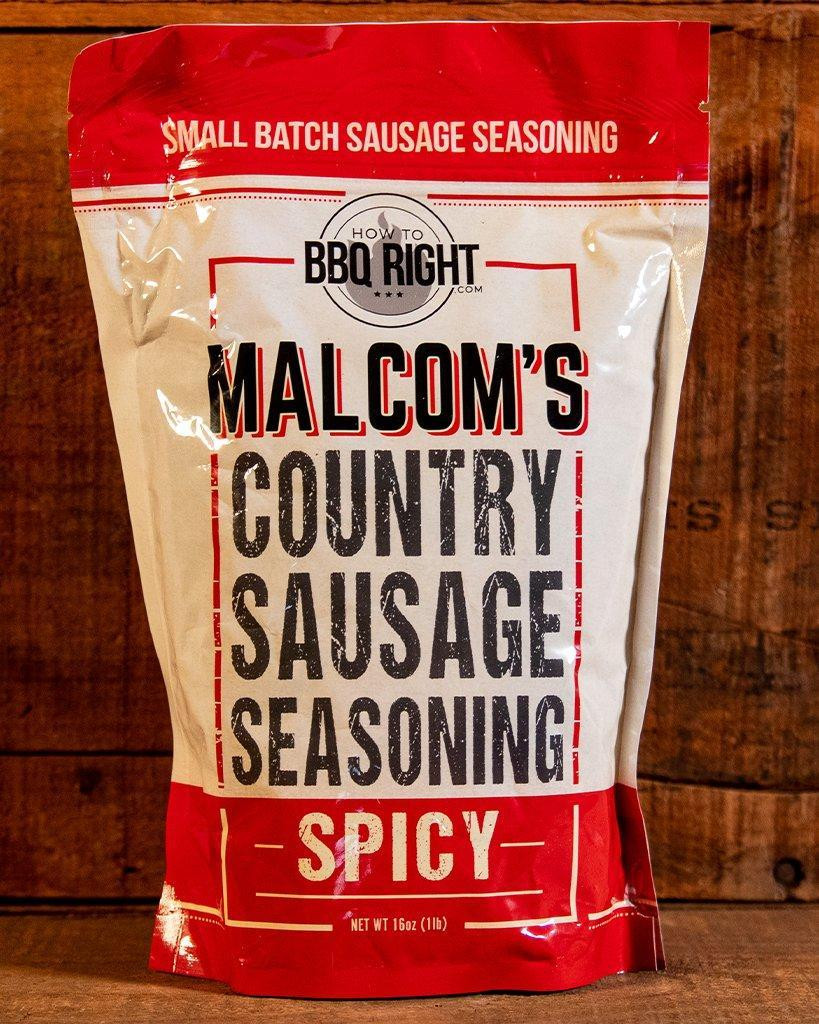 SMALL BATCH SAUSAGE SEASONING
HOW TO
BBQ RIGHT
.COM
MALCOM'S
COUNTRY
SAUSAGE
SEASONING
SPICY
NET WT 16oz (1lb)